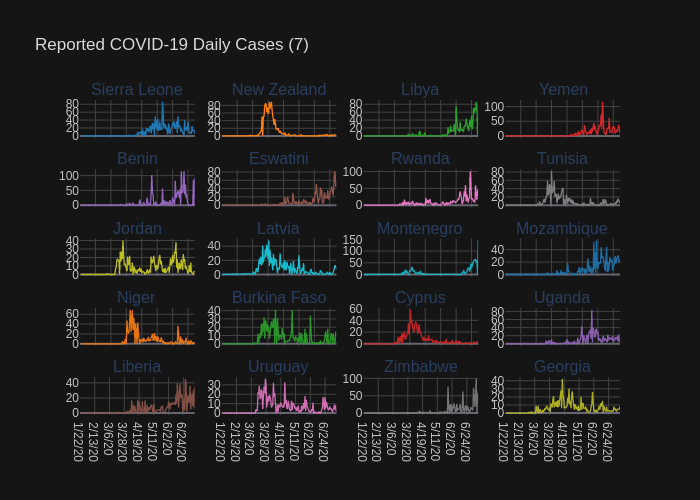 Reported COVID-19 Daily Cases (7)
Sierra Leone New Zealand Libya Yemen
80 60 40 20 0 80 60 40 20 0 80 60 40 20 0 100 50 0
Benin Eswatini Rwanda Tunisia
100 50 0 80 60 40 20 0 100 50 0 80 60 40 20 0
Jordan Latvia Montenegro Mozambique
40 30 20 10 0 40 20 0 150 100 50 0 40 20 0
Niger Burkina Faso Cyprus Uganda
60 40 20 0 40 30 20 10 0 60 40 20 0 80 60 40 20 0
Liberia Uruguay Zimbabwe Georgia
40 20 0 30 20 10 0 100 50 0 40 30 20 10 0
1/22/20 2/13/20 3/6/20 3/28/20 4/19/20 5/11/20 6/2/20 6/24/20 1/22/20 2/13/20 3/6/20 3/28/20 4/19/20 5/11/20 6/2/20 6/24/20 1/22/20 2/13/20 3/6/20 3/28/20 4/19/20 5/11/20 6/2/20 6/24/20 1/22/20 2/13/20 3/6/20 3/28/20 4/19/20 5/11/20 6/2/20 6/24/20